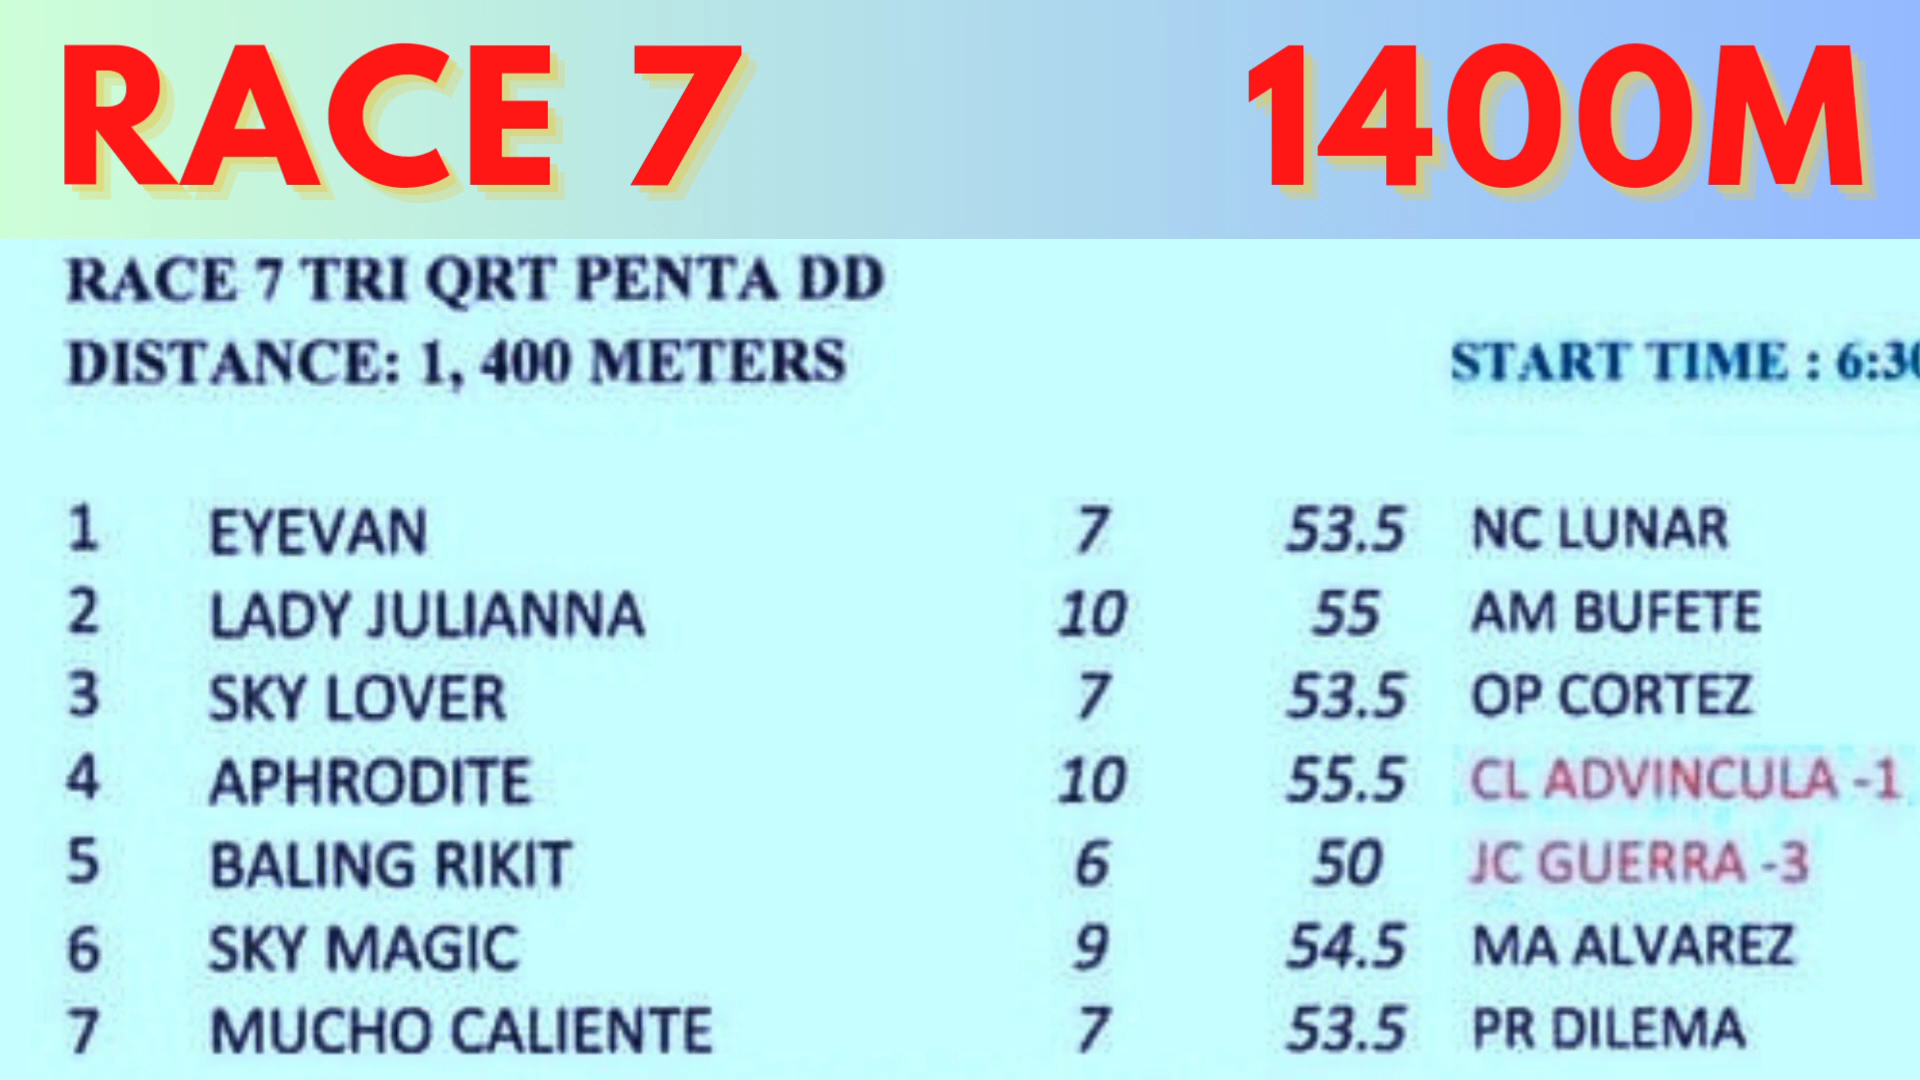 RACE 7 1400M
RACE 7 TRI QRT PENTA DD
DISTANCE: 1, 400 METERS START TIME : 6:30
1 EYEVAN 7 53.5 NC LUNAR
2 LADY JULIANNA 10 55 AM BUFETE
3 SKY LOVER 7 53.5 OP CORTEZ
4 APHRODITE 10 55.5 CL ADVINCULA -1
5 BALING RIKIT 6 50 JC GUERRA -3
6 SKY MAGIC 9 54.5 MA ALVAREZ
7 MUCHO CALIENTE 7 53.5 PR DILEMA